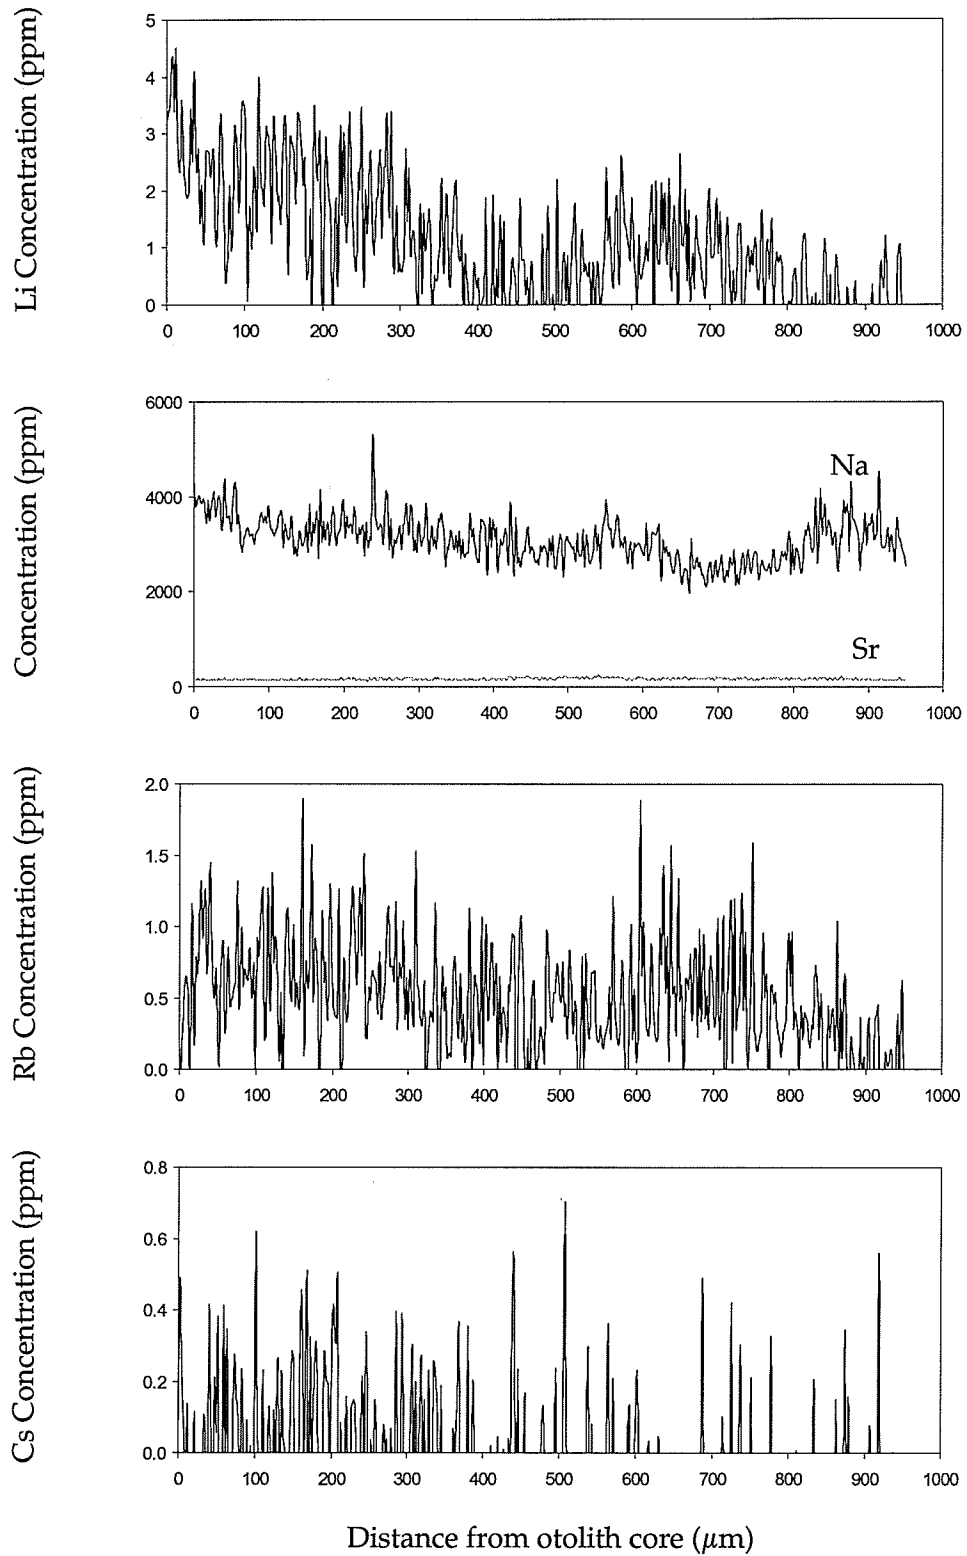 Li Concentration (ppm)
5
4
3
2
1
0
0 100 200 300 400 500 600 700 800 900 1000
Concentration (ppm)
6000
4000
2000
0
Na
Sr
0 100 200 300 400 500 600 700 800 900 1000
Rb Concentration (ppm)
2.0
1.5
1.0
0.5
0.0
0 100 200 300 400 500 600 700 800 900 1000
Cs Concentration (ppm)
0.8
0.6
0.4
0.2
0.0
0 100 200 300 400 500 600 700 800 900 1000
Distance from otolith core (μm)